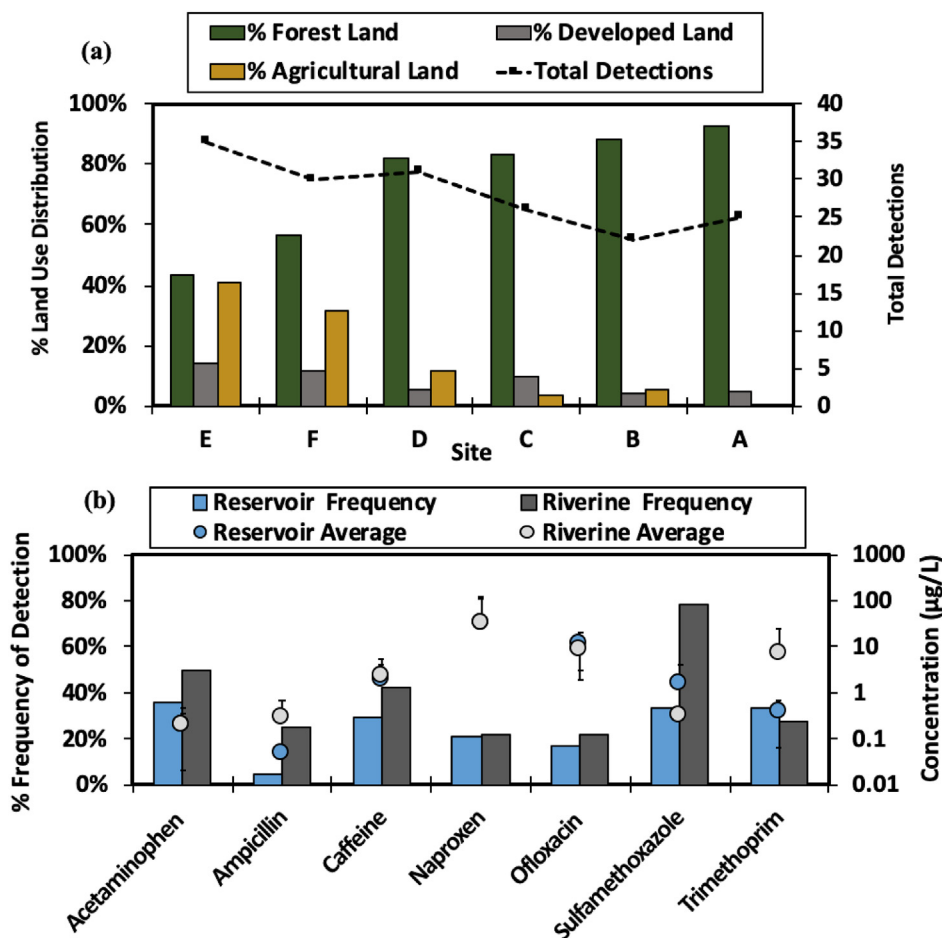 (a)
% Forest Land % Developed Land
% Agricultural Land Total Detections
100% 40
35
80% 30
60% 25
20
40% 15
20% 10
5
0% 0
% Land Use Distribution
Total Detections
E F D C B A
Site
(b)
Reservoir Frequency Riverine Frequency
Reservoir Average Riverine Average
100% 1000
80% 100
60% 10
40% 1
20% 0.1
0% 0.01
% Frequency of Detection
Concentration (µg/L)
Acetaminophen
Ampicillin
Caffeine
Naproxen
Ofloxacin
Sulfamethoxazole
Trimethoprim